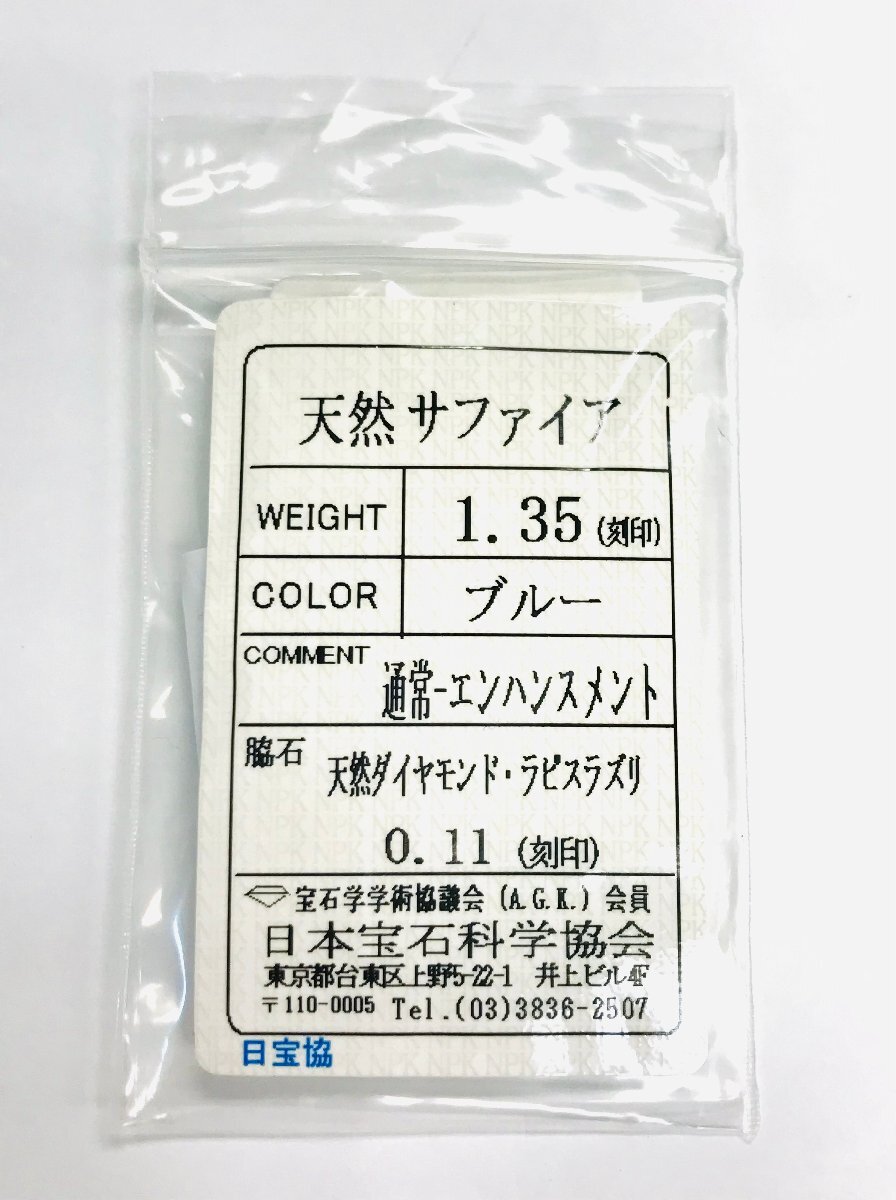 天然サファイア
WEIGHT 1.35 (刻印)
COLOR ブルー
COMMENT 通常-エンハンスメント
脇石 天然ダイヤモンド・ラピスラズリ
0.11 (刻印)
宝石学学術協議会 (A.G.K.) 会員
日本宝石科学協会
東京都台東区上野5-22-1 井上ビル4F
〒110-0005 Tel.(03)3836-2507
日宝協